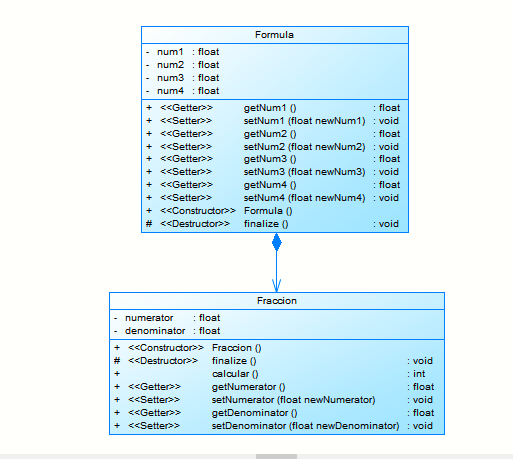 Formula
- num1 : float
- num2 : float
- num3 : float
- num4 : float
+ <<Getter>> getNum1 () : float
+ <<Setter>> setNum1 (float newNum1) : void
+ <<Getter>> getNum2 () : float
+ <<Setter>> setNum2 (float newNum2) : void
+ <<Getter>> getNum3 () : float
+ <<Setter>> setNum3 (float newNum3) : void
+ <<Getter>> getNum4 () : float
+ <<Setter>> setNum4 (float newNum4) : void
+ <<Constructor>> Formula ()
# <<Destructor>> finalize () : void
Fraccion
- numerator : float
- denominator : float
+ <<Constructor>> Fraccion ()
# <<Destructor>> finalize () : void
+ calcular () : int
+ <<Getter>> getNumerator () : float
+ <<Setter>> setNumerator (float newNumerator) : void
+ <<Getter>> getDenominator () : float
+ <<Setter>> setDenominator (float newDenominator) : void